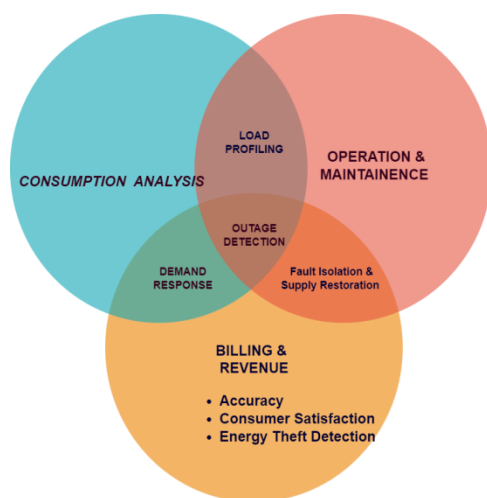 LOAD
PROFILING
OPERATION &
MAINTAINENCE
CONSUMPTION ANALYSIS
OUTAGE
DETECTION
DEMAND
RESPONSE
Fault Isolation &
Supply Restoration
BILLING &
REVENUE
• Accuracy
• Consumer Satisfaction
• Energy Theft Detection